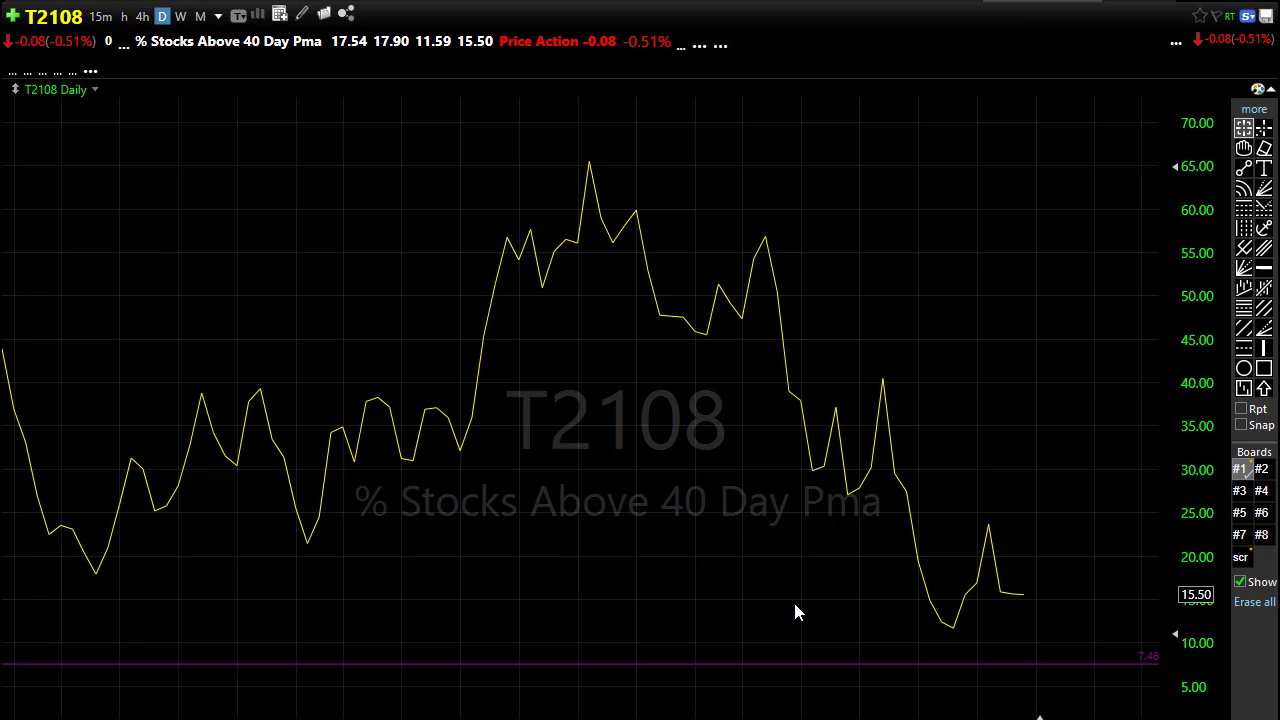 T2108 15m h 4h D W M T RT S
-0.08(-0.51%) 0 ... % Stocks Above 40 Day Pma 17.54 17.90 11.59 15.50 Price Action -0.08 -0.51% ... ... ... ... -0.08(-0.51%)
... ... ... ... ... ...
T2108 Daily
more
70.00
65.00
60.00
55.00
50.00
45.00
40.00
35.00
30.00
25.00
20.00
15.50
10.00
7.46
5.00
T2108
% Stocks Above 40 Day Pma
T
Rpt
Snap
Boards
#1 #2
#3 #4
#5 #6
#7 #8
scr
Show
Erase all